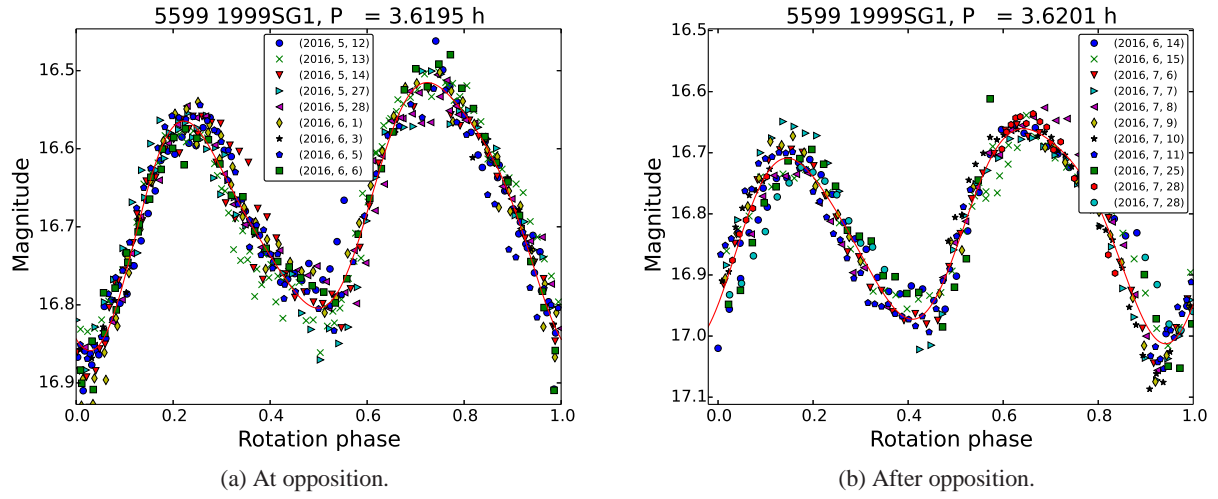 5599 1999SG1, P = 3.6195 h
Magnitude
16.5
16.6
16.7
16.8
16.9
(2016, 5, 12)
(2016, 5, 13)
(2016, 5, 14)
(2016, 5, 27)
(2016, 5, 28)
(2016, 6, 1)
(2016, 6, 3)
(2016, 6, 5)
(2016, 6, 6)
0.0 0.2 0.4 0.6 0.8 1.0
Rotation phase
(a) At opposition.
5599 1999SG1, P = 3.6201 h
Magnitude
16.5
16.6
16.7
16.8
16.9
17.0
17.1
(2016, 6, 14)
(2016, 6, 15)
(2016, 7, 6)
(2016, 7, 7)
(2016, 7, 8)
(2016, 7, 9)
(2016, 7, 10)
(2016, 7, 11)
(2016, 7, 25)
(2016, 7, 28)
(2016, 7, 28)
0.0 0.2 0.4 0.6 0.8 1.0
Rotation phase
(b) After opposition.